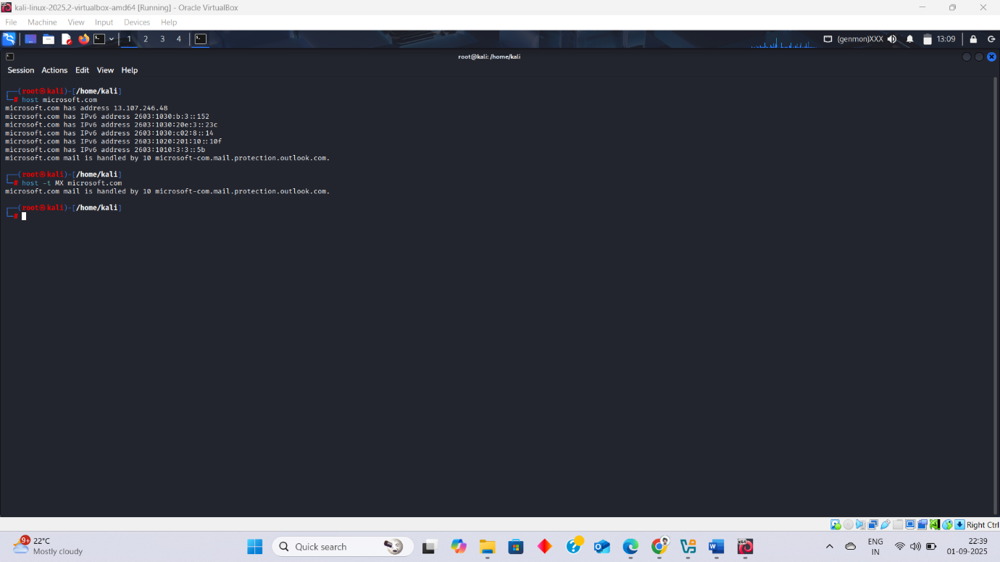 kali-linux-2025.2-virtualbox-amd64 [Running] - Oracle VirtualBox
File Machine View Input Devices Help
1 2 3 4 (genmon)XXX 13:09
root@kali: /home/kali
Session Actions Edit View Help
┌──(root㉿kali)-[/home/kali]
└─# host microsoft.com
microsoft.com has address 13.107.246.48
microsoft.com has IPv6 address 2603:1030:b:3::152
microsoft.com has IPv6 address 2603:1030:20e:3::23c
microsoft.com has IPv6 address 2603:1030:c02:8::14
microsoft.com has IPv6 address 2603:1020:201:10::10f
microsoft.com has IPv6 address 2603:1010:3:3::5b
microsoft.com mail is handled by 10 microsoft-com.mail.protection.outlook.com.
┌──(root㉿kali)-[/home/kali]
└─# host -t MX microsoft.com
microsoft.com mail is handled by 10 microsoft-com.mail.protection.outlook.com.
┌──(root㉿kali)-[/home/kali]
└─#
Right Ctrl
9+ 22°C
Mostly cloudy
Quick search
ENG
IN
22:39
01-09-2025